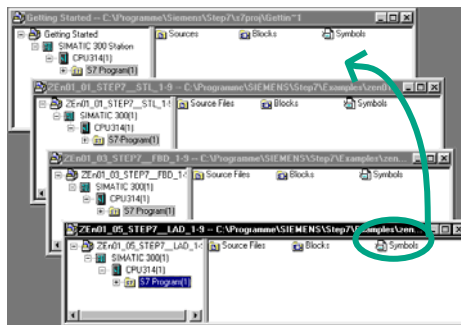 Getting Started -- C:\Programme\Siemens\Step7\s7proj\Gettin~1
Getting Started
SIMATIC 300 Station
CPU314(1)
S7 Program(1)
Sources Blocks Symbols
ZEn01_01_STEP7__STL_1-9 -- C:\Programme\SIEMENS\Step7\Examples\zen01
ZEn01_01_STEP7__STL_1-9
SIMATIC 300(1)
CPU314(1)
S7 Program(1)
Source Files Blocks Symbols
ZEn01_03_STEP7__FBD_1-9 -- C:\Programme\SIEMENS\Step7\Examples\zen...
ZEn01_03_STEP7__FBD_1-
SIMATIC 300(1)
CPU314(1)
S7 Program(1)
Source Files Blocks Symbols
ZEn01_05_STEP7__LAD_1-9 -- C:\Programme\SIEMENS\Step7\Examples\zen...
ZEn01_05_STEP7__LAD_1-
SIMATIC 300(1)
CPU314(1)
S7 Program(1)
Source Files Blocks Symbols